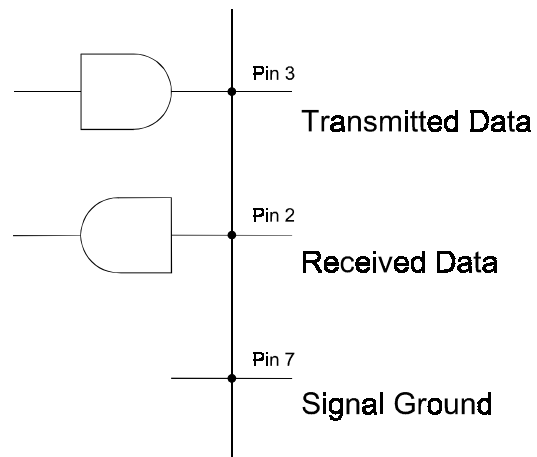 Pin 3
Transmitted Data
Pin 2
Received Data
Pin 7
Signal Ground